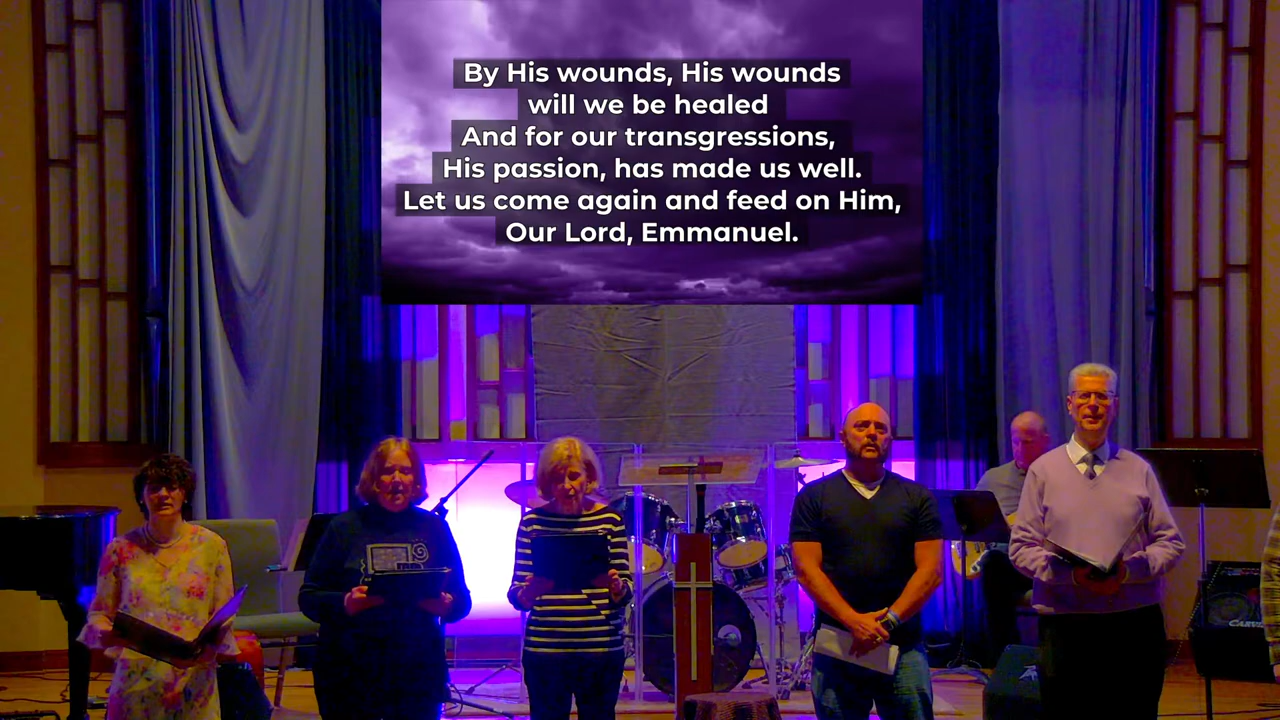 By His wounds, His wounds
will we be healed
And for our transgressions,
His passion, has made us well.
Let us come again and feed on Him,
Our Lord, Emmanuel.